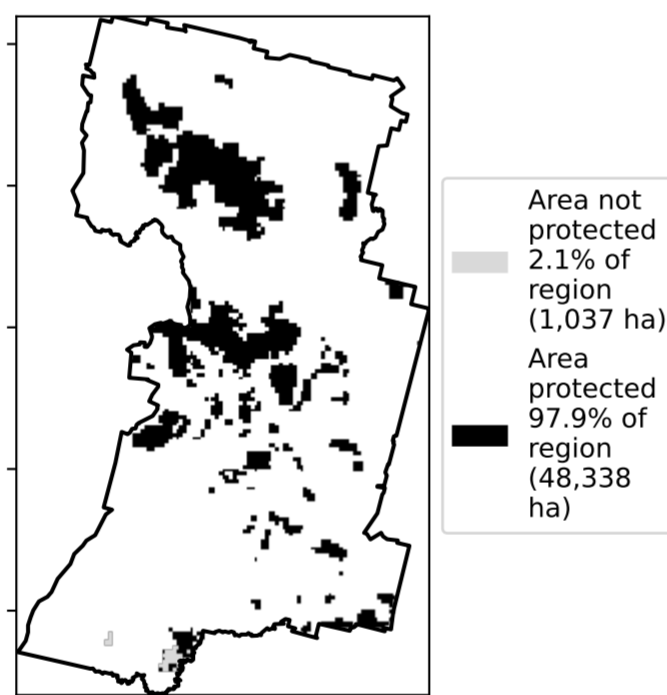 Area not
protected
2.1% of
region
(1,037 ha)
Area
protected
97.9% of
region
(48,338
ha)